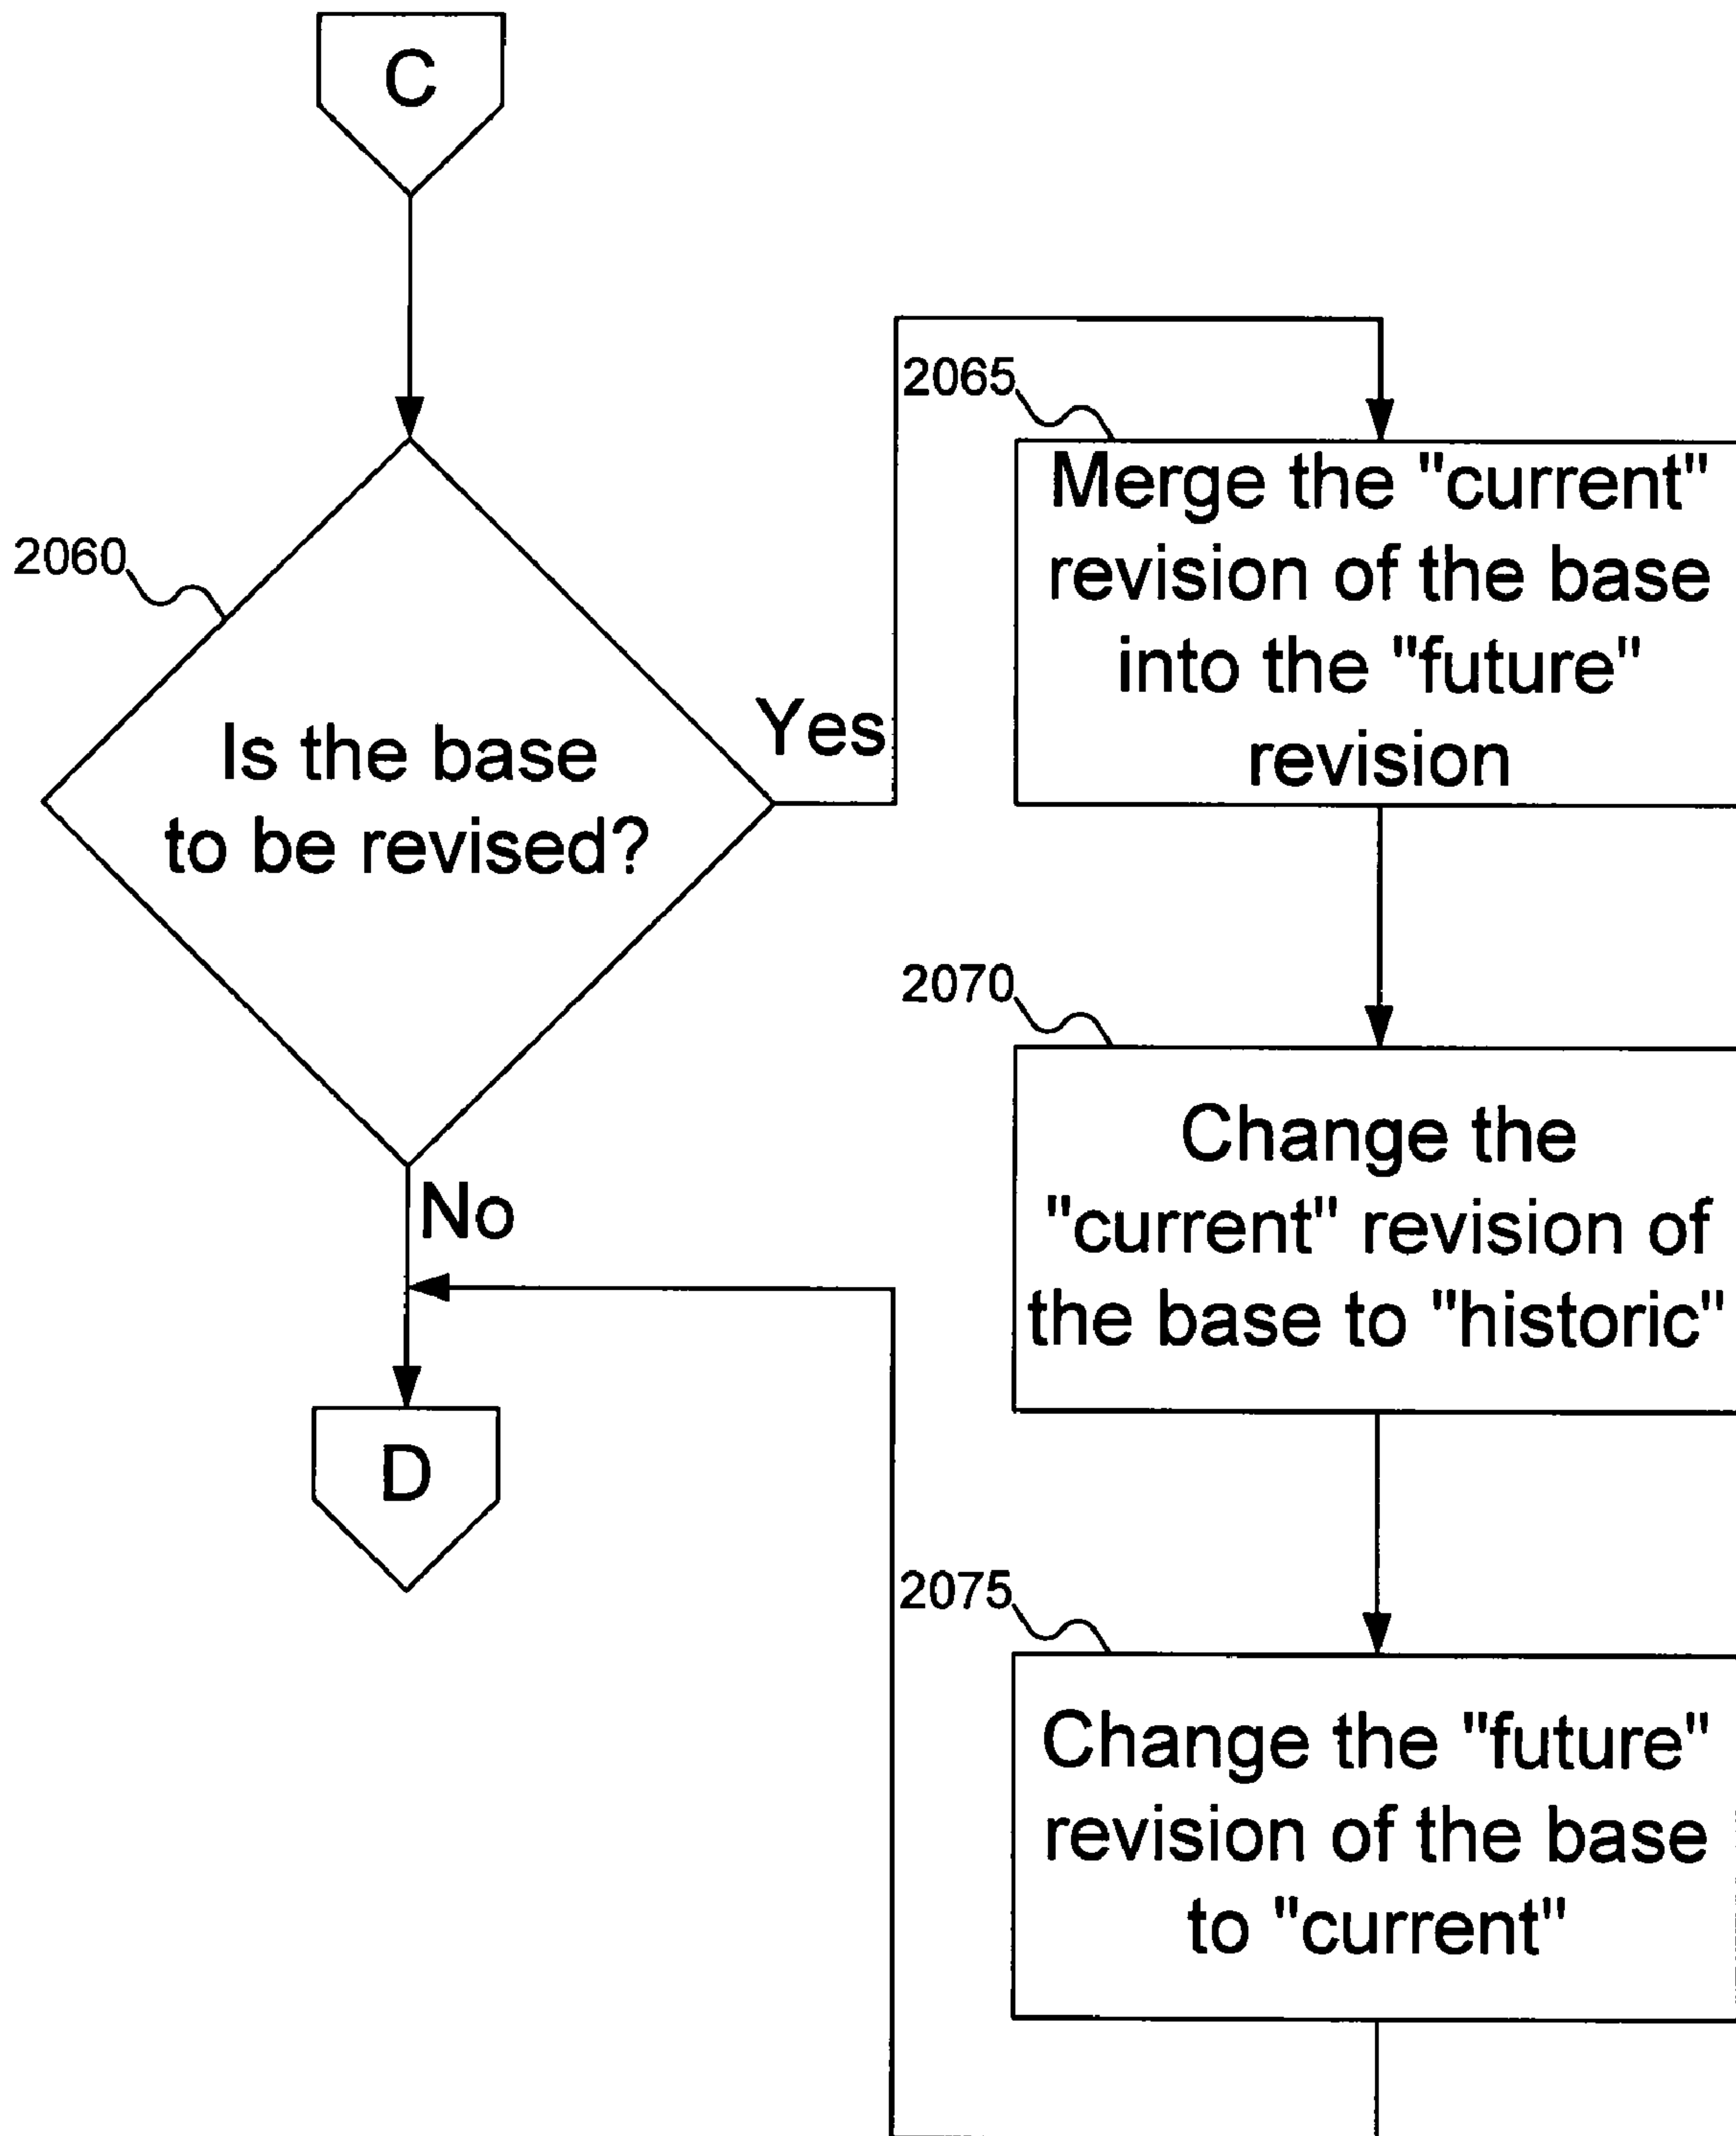 C
2060
Is the base
to be revised?
Yes
No
2065
Merge the "current"
revision of the base
into the "future"
revision
2070
Change the
"current" revision of
the base to "historic"
2075
Change the "future"
revision of the base
to "current"
D